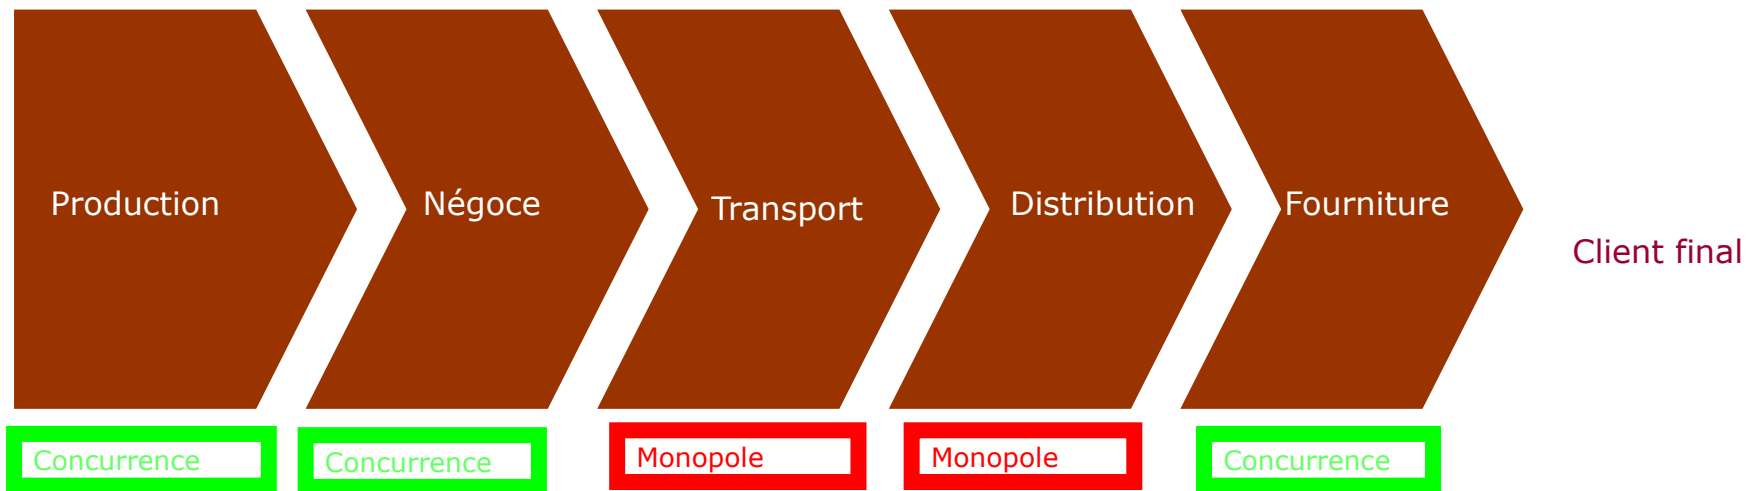 Production
Négoce
Transport
Distribution
Fourniture
Client final
Concurrence
Concurrence
Monopole
Monopole
Concurrence